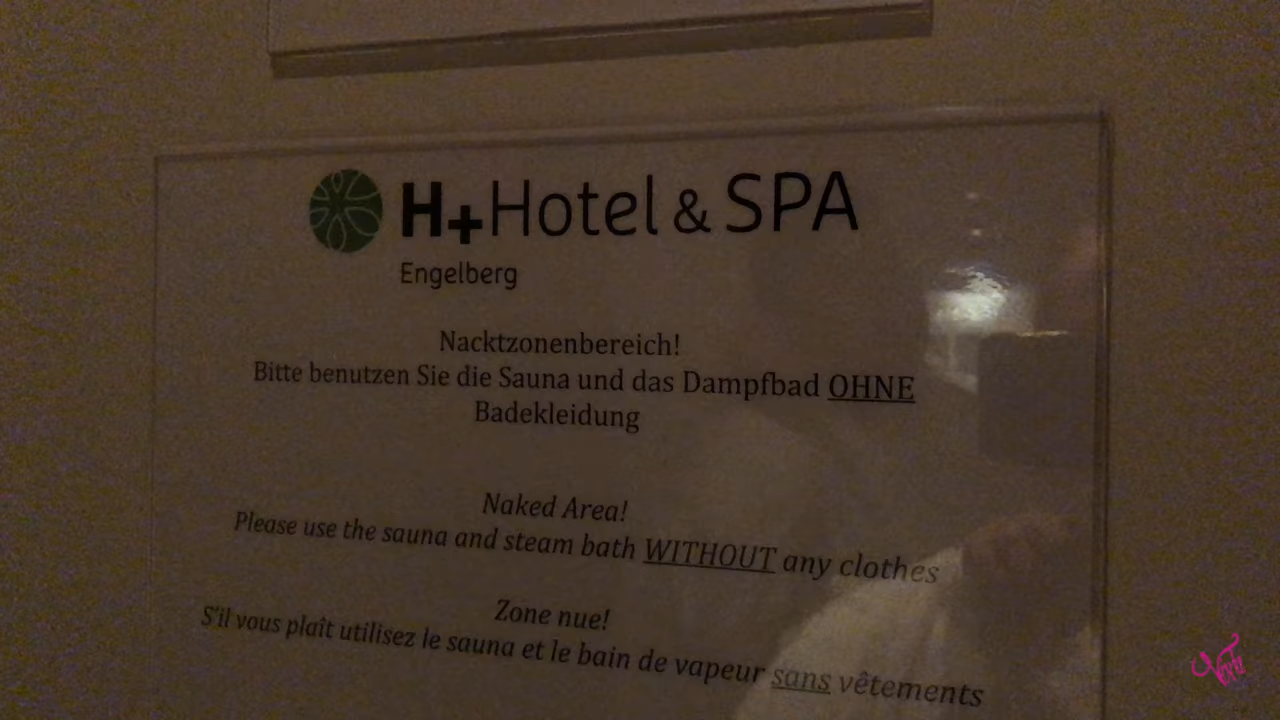 H+Hotel & SPA
Engelberg
Nacktzonenbereich!
Bitte benutzen Sie die Sauna und das Dampfbad OHNE
Badekleidung
Naked Area!
Please use the sauna and steam bath WITHOUT any clothes
Zone nue!
S'il vous plaît utilisez le sauna et le bain de vapeur sans vêtements